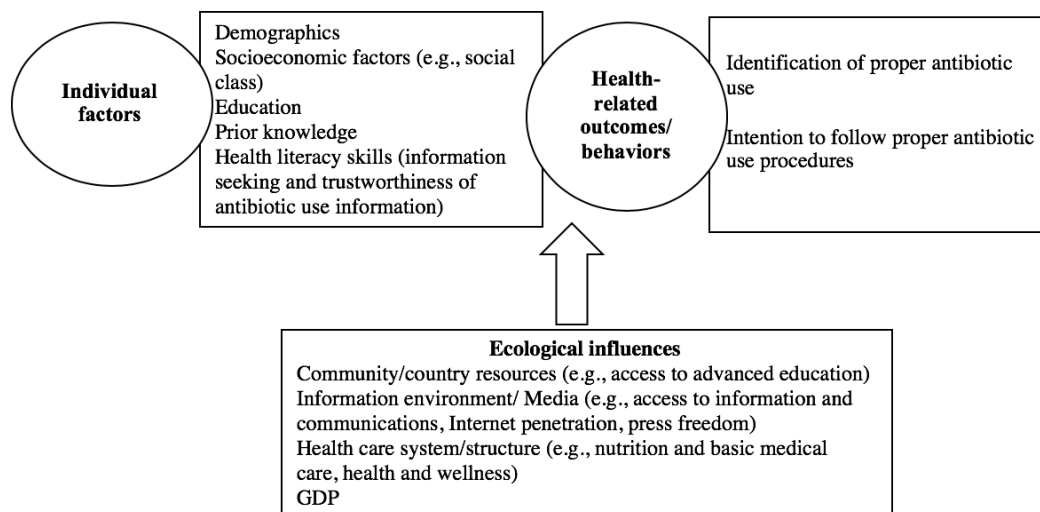 Individual
factors
Demographics
Socioeconomic factors (e.g., social
class)
Education
Prior knowledge
Health literacy skills (information
seeking and trustworthiness of
antibiotic use information)
Health-
related
outcomes/
behaviors
Identification of proper antibiotic
use
Intention to follow proper antibiotic
use procedures
Ecological influences
Community/country resources (e.g., access to advanced education)
Information environment/ Media (e.g., access to information and
communications, Internet penetration, press freedom)
Health care system/structure (e.g., nutrition and basic medical
care, health and wellness)
GDP